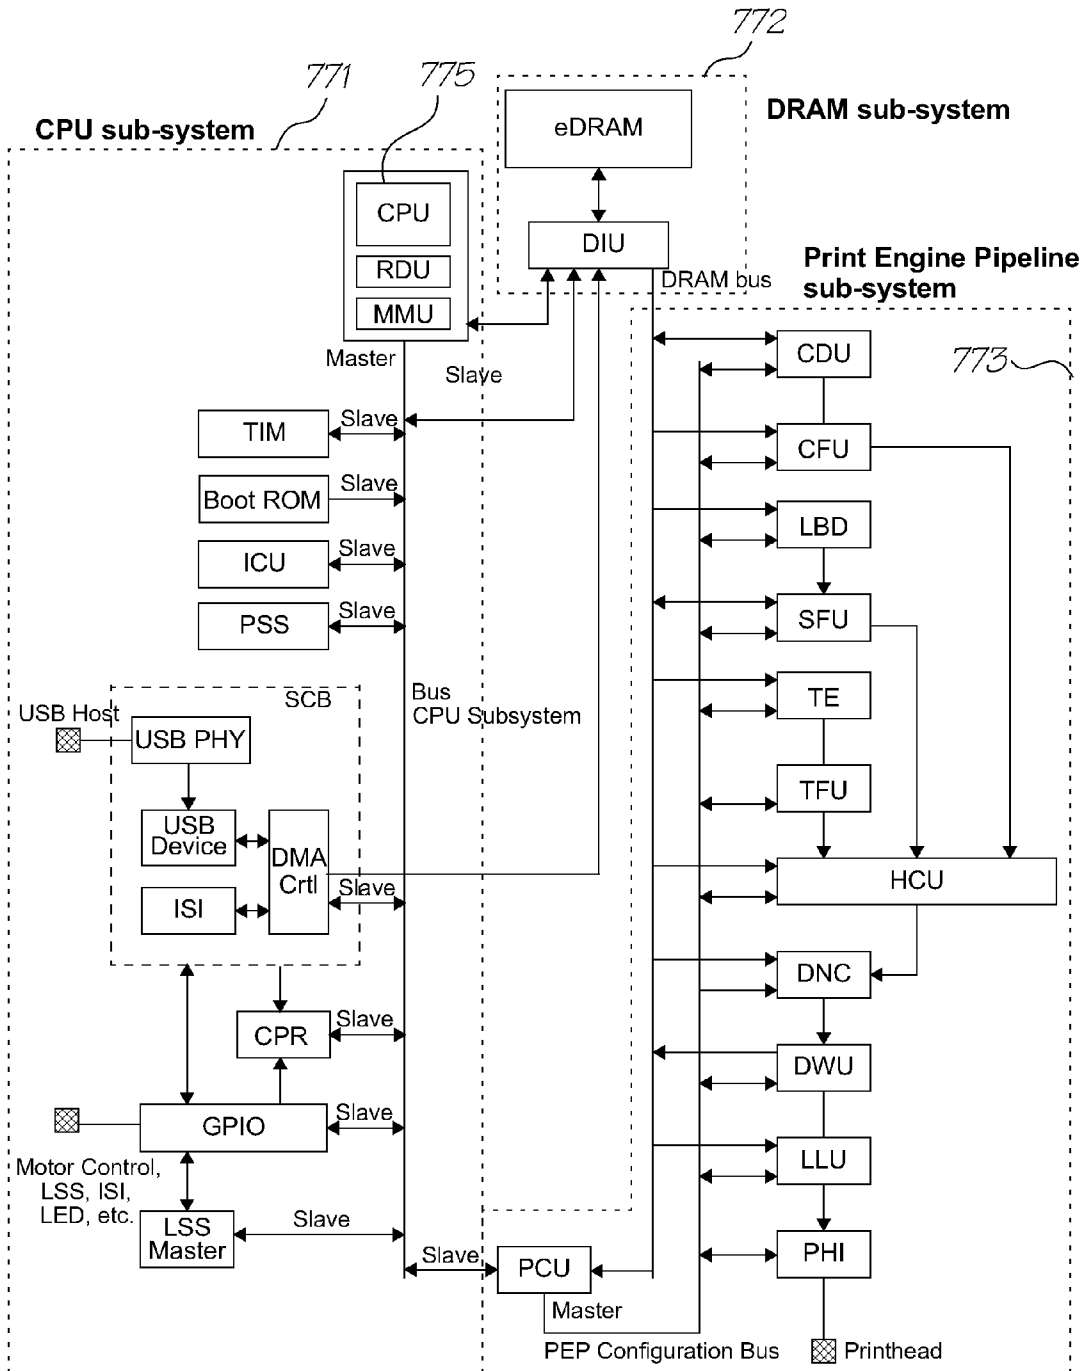 772
771
775
CPU sub-system
DRAM sub-system
eDRAM
CPU
RDU
MMU
DIU
DRAM bus
Print Engine Pipeline
sub-system
773
Master
Slave
TIM
Slave
Boot ROM
Slave
ICU
Slave
PSS
Slave
CDU
CFU
LBD
SFU
TE
TFU
HCU
DNC
DWU
LLU
PHI
Bus
CPU Subsystem
SCB
USB Host
USB PHY
USB
Device
DMA
Crtl
Slave
ISI
CPR
Slave
GPIO
Slave
Motor Control,
LSS, ISI,
LED, etc.
LSS
Master
Slave
Slave
PCU
Master
PEP Configuration Bus
Printhead